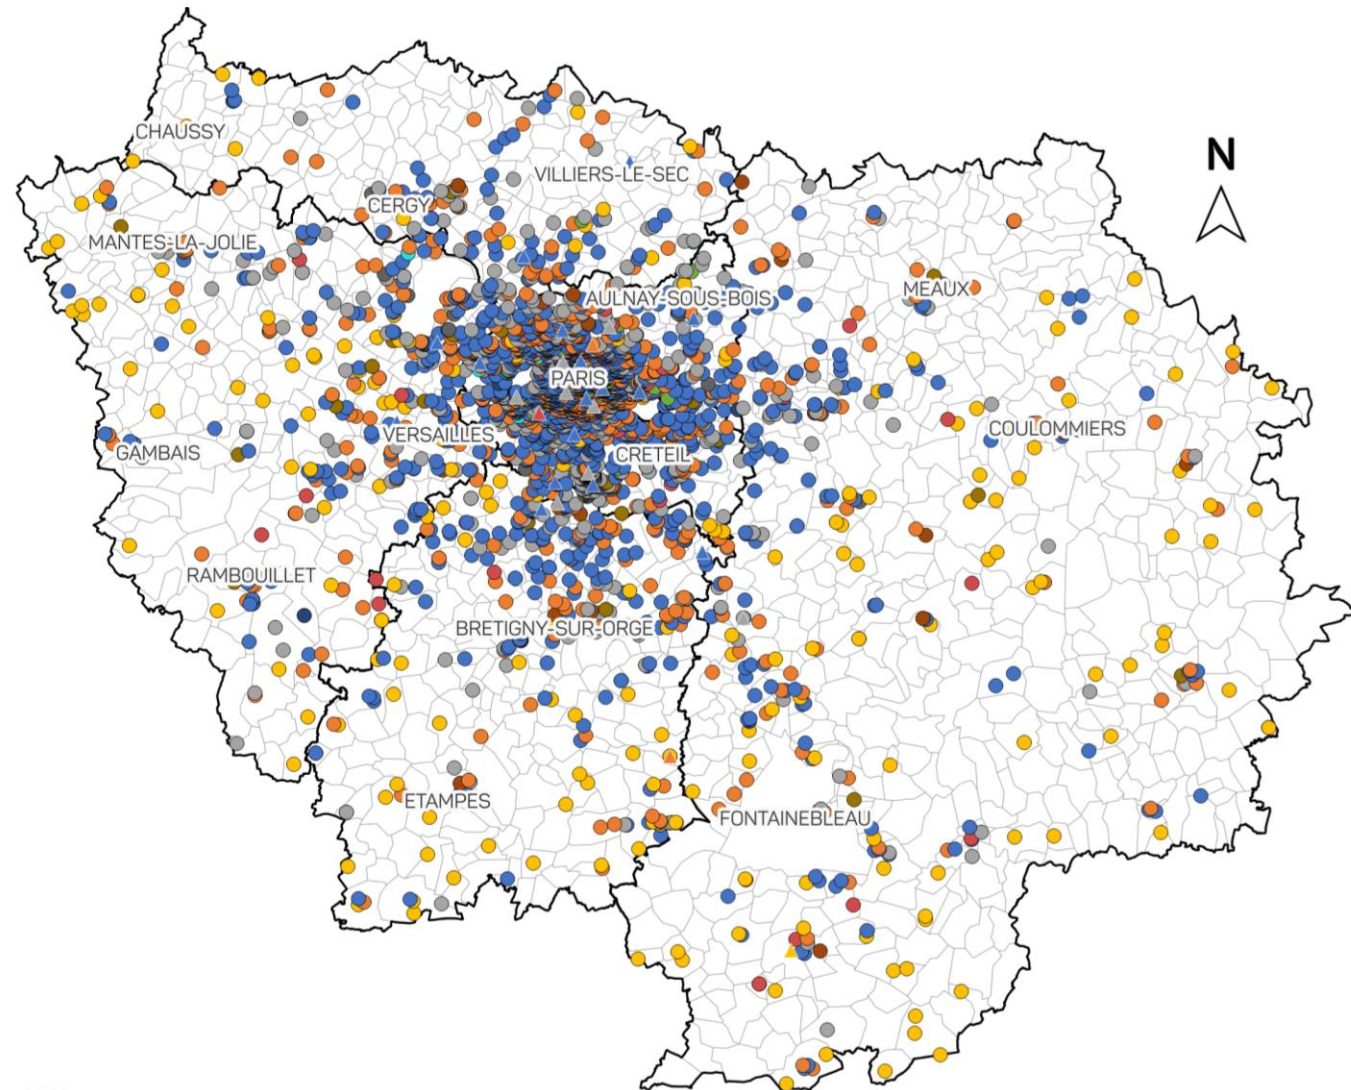 CHAUSSY
N
VILLIERS-LE-SEC
CERGY
MANTES-LA-JOLIE
MEAUX
AULNAY-SOUS-BOIS
PARIS
COULOMMIERS
VERSAILLES
GAMBAIS
CRETEIL
RAMBOUILLET
BRETIGNY-SUR-ORGE
ETAMPES
FONTAINEBLEAU